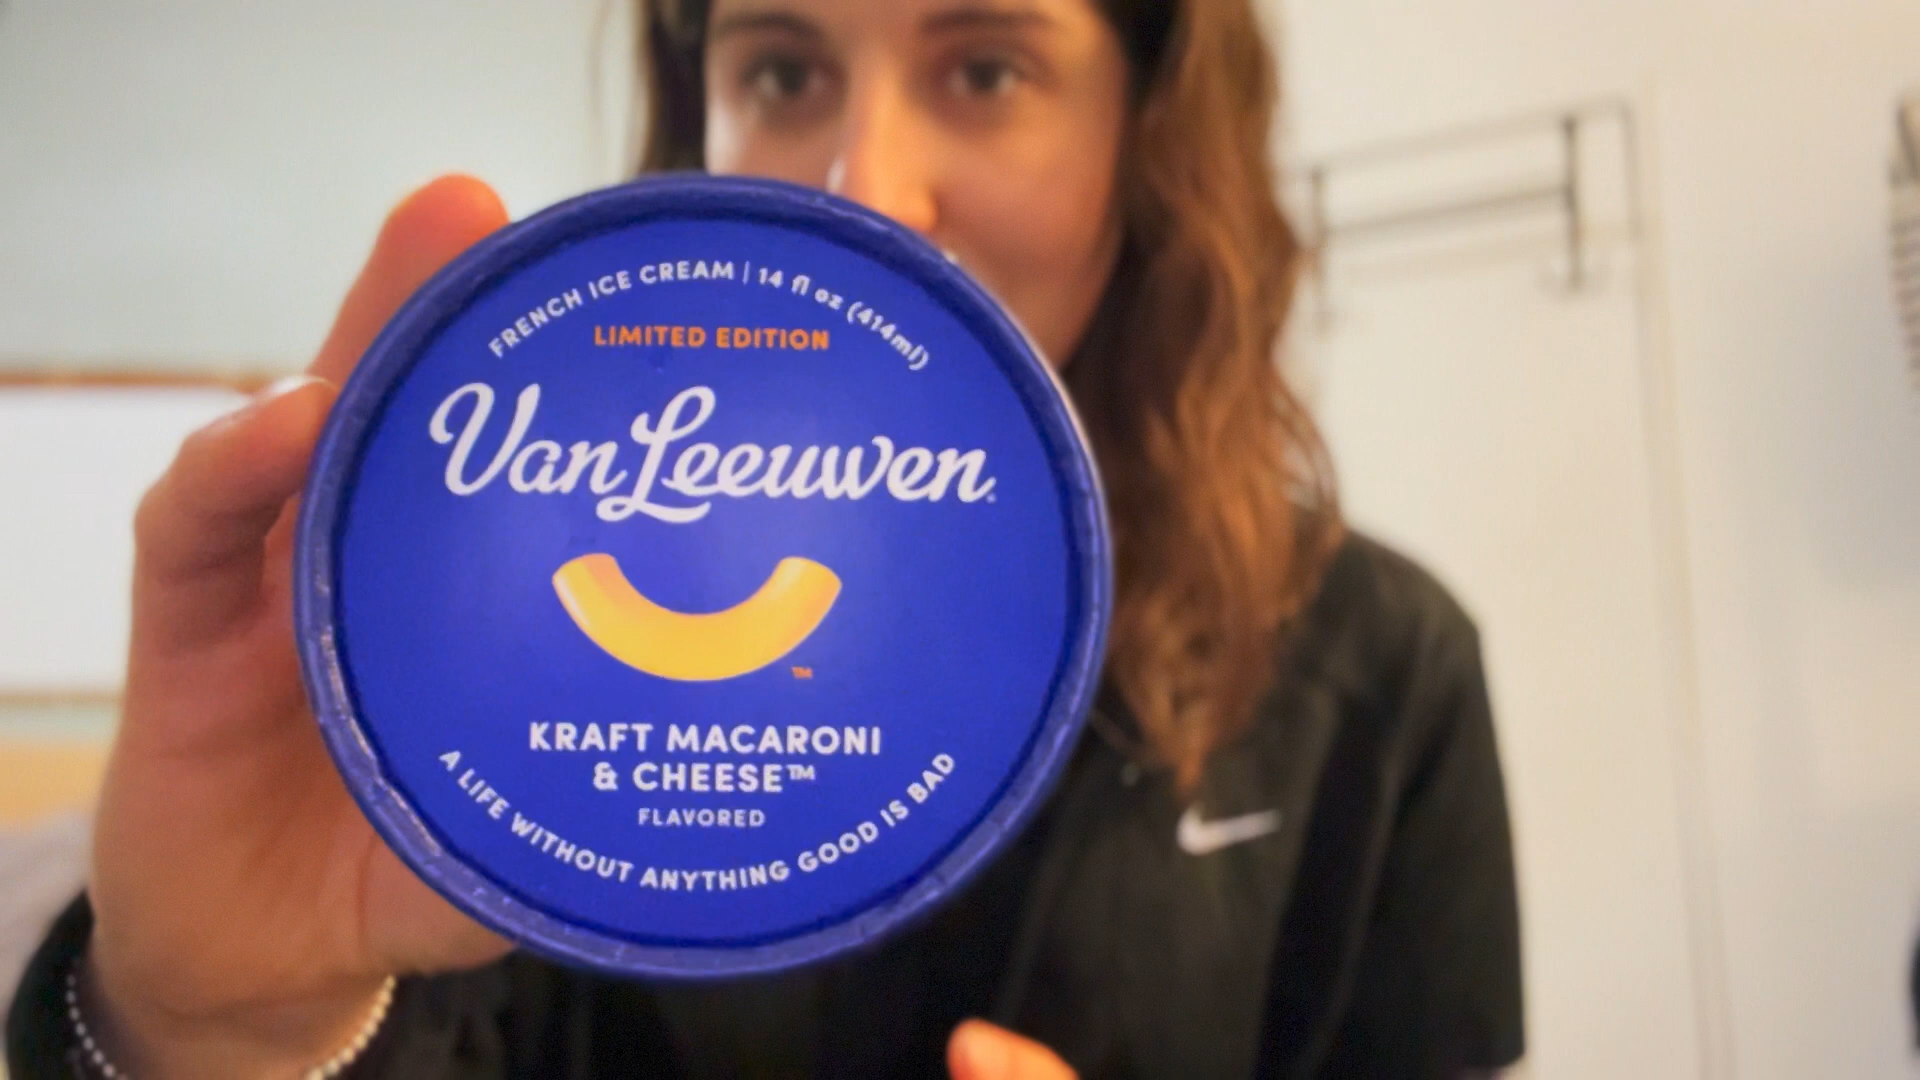 FRENCH ICE CREAM | 14 fl oz (414ml)
LIMITED EDITION
Van Leeuwen®
™
KRAFT MACARONI
& CHEESE™
FLAVORED
A LIFE WITHOUT ANYTHING GOOD IS BAD